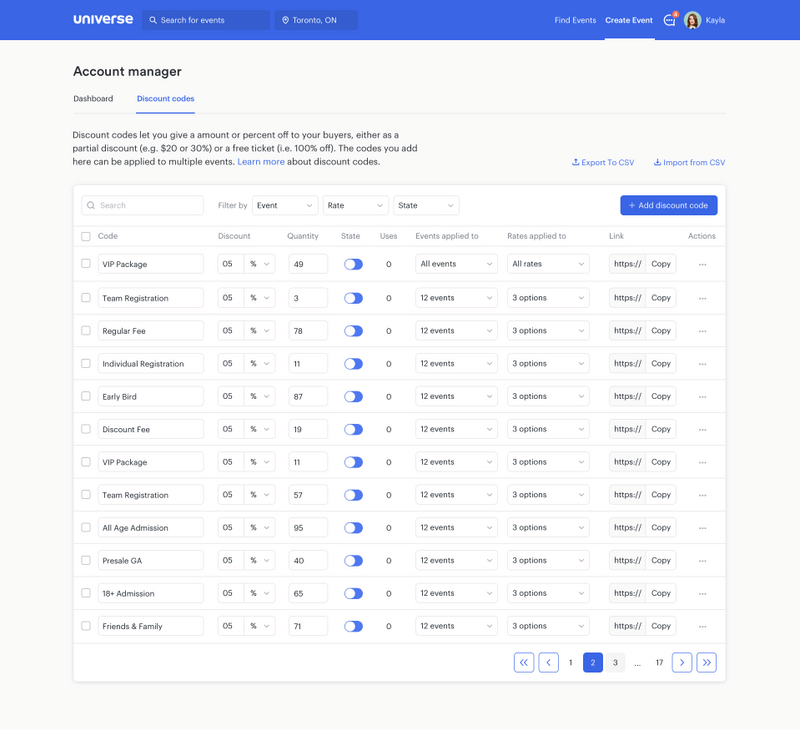 universe Search for events Toronto, ON Find Events Create Event 4 Kayla
Account manager
Dashboard Discount codes
Discount codes let you give a amount or percent off to your buyers, either as a
partial discount (e.g. $20 or 30%) or a free ticket (i.e. 100% off). The codes you add
here can be applied to multiple events. Learn more about discount codes.
Export To CSV Import from CSV
Search Filter by Event Rate State + Add discount code
Code Discount Quantity State Uses Events applied to Rates applied to Link Actions
VIP Package 05 % 49 0 All events All rates https:// Copy ...
Team Registration 05 % 3 0 12 events 3 options https:// Copy ...
Regular Fee 05 % 78 0 12 events 3 options https:// Copy ...
Individual Registration 05 % 11 0 12 events 3 options https:// Copy ...
Early Bird 05 % 87 0 12 events 3 options https:// Copy ...
Discount Fee 05 % 19 0 12 events 3 options https:// Copy ...
VIP Package 05 % 11 0 12 events 3 options https:// Copy ...
Team Registration 05 % 57 0 12 events 3 options https:// Copy ...
All Age Admission 05 % 95 0 12 events 3 options https:// Copy ...
Presale GA 05 % 40 0 12 events 3 options https:// Copy ...
18+ Admission 05 % 65 0 12 events 3 options https:// Copy ...
Friends & Family 05 % 71 0 12 events 3 options https:// Copy ...
1 2 3 ... 17